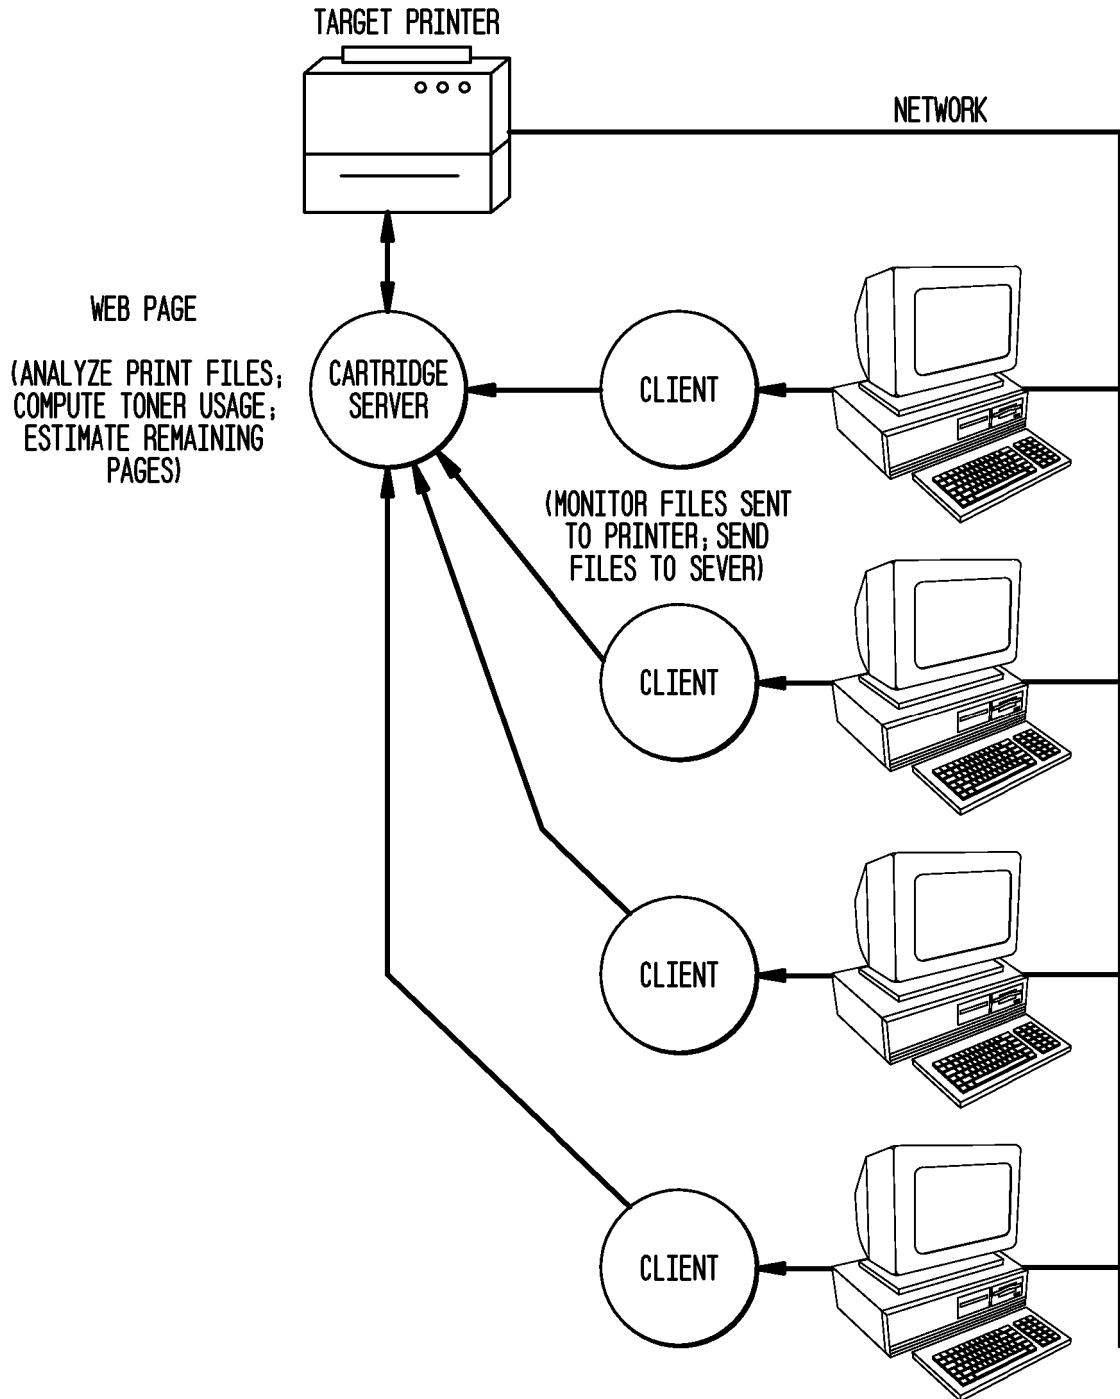 TARGET PRINTER
NETWORK
WEB PAGE
(ANALYZE PRINT FILES;
COMPUTE TONER USAGE;
ESTIMATE REMAINING
PAGES)
CARTRIDGE
SERVER
CLIENT
(MONITOR FILES SENT
TO PRINTER; SEND
FILES TO SEVER)
CLIENT
CLIENT
CLIENT